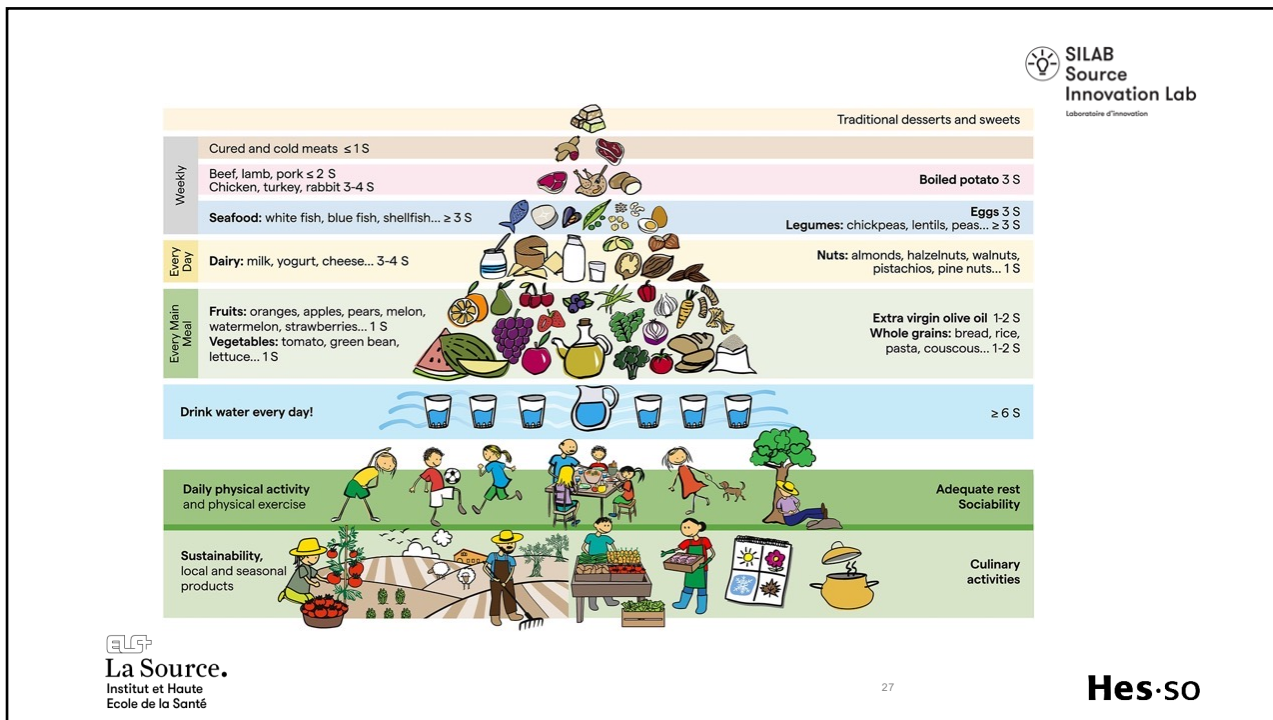 SILAB
Source
Innovation Lab
Laboratoire d'innovation
Traditional desserts and sweets
Weekly
Cured and cold meats ≤ 1 S
Beef, lamb, pork ≤ 2 S
Chicken, turkey, rabbit 3-4 S
Boiled potato 3 S
Seafood: white fish, blue fish, shellfish... ≥ 3 S
Eggs 3 S
Legumes: chickpeas, lentils, peas... ≥ 3 S
Every
Day
Dairy: milk, yogurt, cheese... 3-4 S
Nuts: almonds, halzelnuts, walnuts,
pistachios, pine nuts... 1 S
Every Main
Meal
Fruits: oranges, apples, pears, melon,
watermelon, strawberries... 1 S
Vegetables: tomato, green bean,
lettuce... 1 S
Extra virgin olive oil 1-2 S
Whole grains: bread, rice,
pasta, couscous... 1-2 S
Drink water every day!
≥ 6 S
Daily physical activity
and physical exercise
Adequate rest
Sociability
Sustainability,
local and seasonal
products
Culinary
activities
ELS+
La Source.
Institut et Haute
Ecole de la Santé
27
Hes·so